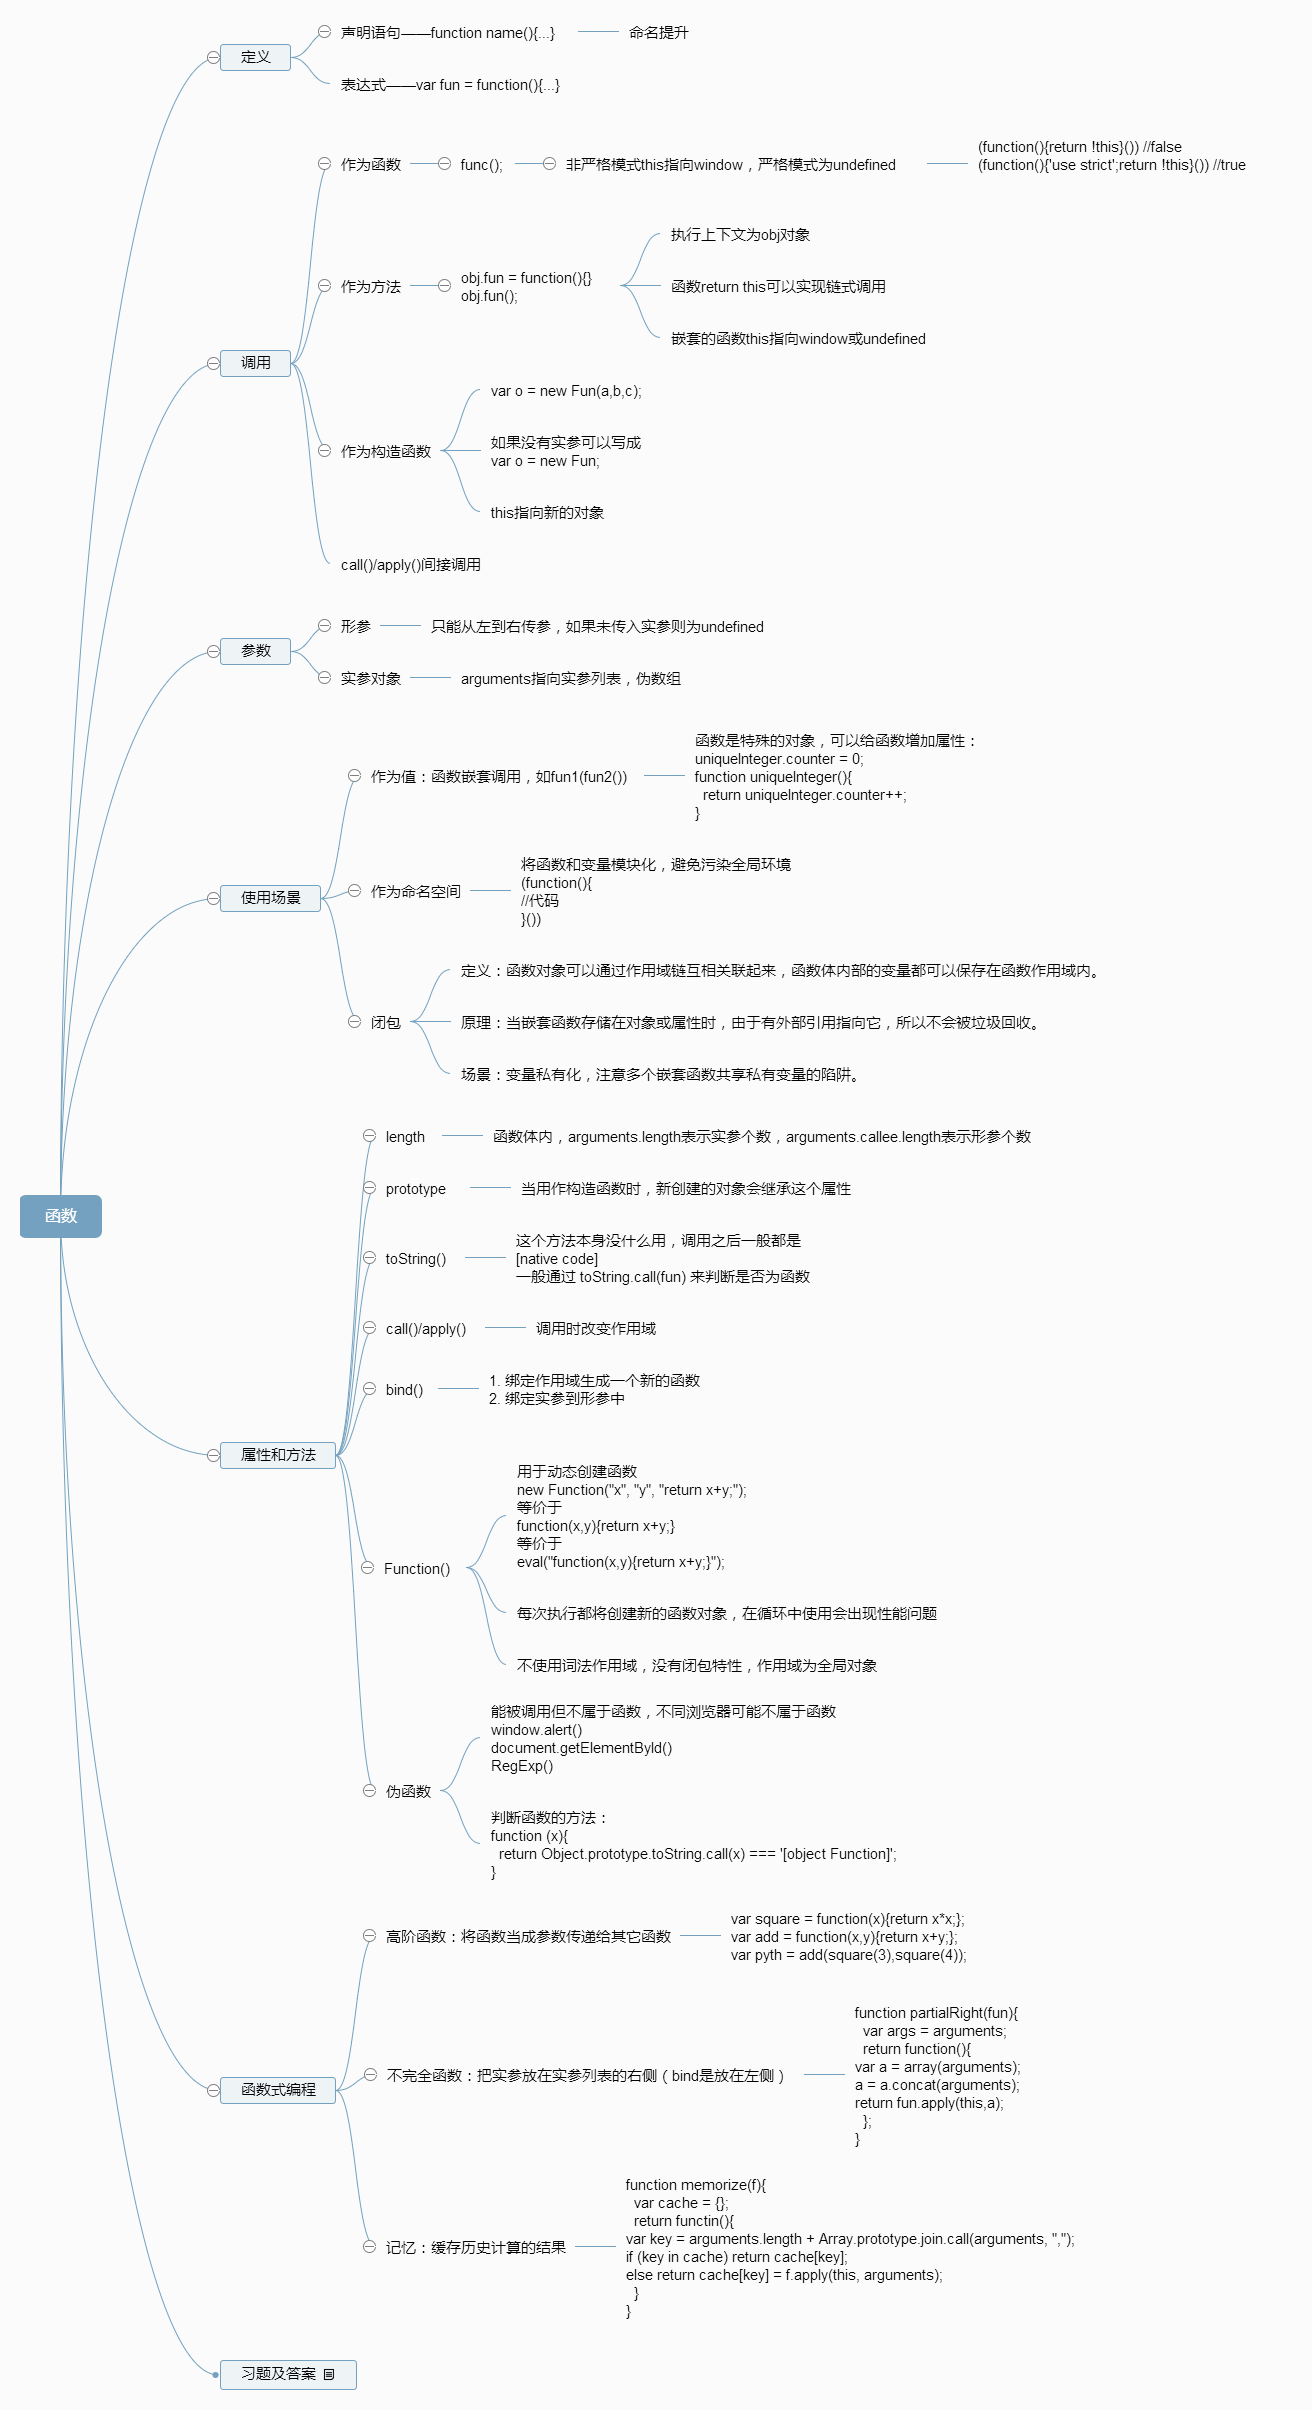 函数
定义
声明语句——function name(){...}
命名提升
表达式——var fun = function(){...}
调用
作为函数
func();
非严格模式this指向window，严格模式为undefined
(function(){return !this}()) //false
(function(){'use strict';return !this}()) //true
作为方法
obj.fun = function(){}
obj.fun();
执行上下文为obj对象
函数return this可以实现链式调用
嵌套的函数this指向window或undefined
作为构造函数
var o = new Fun(a,b,c);
如果没有实参可以写成
var o = new Fun;
this指向新的对象
call()/apply()间接调用
参数
形参
只能从左到右传参，如果未传入实参则为undefined
实参对象
arguments指向实参列表，伪数组
使用场景
作为值：函数嵌套调用，如fun1(fun2())
函数是特殊的对象，可以给函数增加属性：
uniqueInteger.counter = 0;
function uniqueInteger(){
return uniqueInteger.counter++;
}
作为命名空间
将函数和变量模块化，避免污染全局环境
(function(){
//代码
}())
闭包
定义：函数对象可以通过作用域链互相关联起来，函数体内部的变量都可以保存在函数作用域内。
原理：当嵌套函数存储在对象或属性时，由于有外部引用指向它，所以不会被垃圾回收。
场景：变量私有化，注意多个嵌套函数共享私有变量的陷阱。
属性和方法
length
函数体内，arguments.length表示实参个数，arguments.callee.length表示形参个数
prototype
当用作构造函数时，新创建的对象会继承这个属性
toString()
这个方法本身没什么用，调用之后一般都是
[native code]
一般通过 toString.call(fun) 来判断是否为函数
call()/apply()
调用时改变作用域
bind()
1. 绑定作用域生成一个新的函数
2. 绑定实参到形参中
Function()
用于动态创建函数
new Function("x", "y", "return x+y;");
等价于
function(x,y){return x+y;}
等价于
eval("function(x,y){return x+y;}");
每次执行都将创建新的函数对象，在循环中使用会出现性能问题
不使用词法作用域，没有闭包特性，作用域为全局对象
伪函数
能被调用但不属于函数，不同浏览器可能不属于函数
window.alert()
document.getElementById()
RegExp()
判断函数的方法：
function (x){
return Object.prototype.toString.call(x) === '[object Function]';
}
函数式编程
高阶函数：将函数当成参数传递给其它函数
var square = function(x){return x*x;};
var add = function(x,y){return x+y;};
var pyth = add(square(3),square(4));
不完全函数：把实参放在实参列表的右侧（bind是放在左侧）
function partialRight(fun){
var args = arguments;
return function(){
var a = array(arguments);
a = a.concat(arguments);
return fun.apply(this,a);
};
}
记忆：缓存历史计算的结果
function memorize(f){
var cache = {};
return functin(){
var key = arguments.length + Array.prototype.join.call(arguments, ",");
if (key in cache) return cache[key];
else return cache[key] = f.apply(this, arguments);
}
}
习题及答案